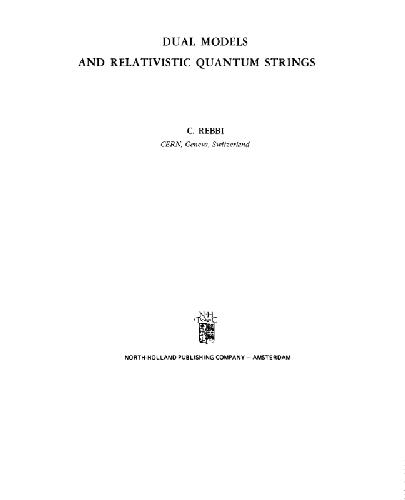 DUAL MODELS
AND RELATIVISTIC QUANTUM STRINGS
C. REBBI
CERN, Geneva, Switzerland
NORTH HOLLAND PUBLISHING COMPANY — AMSTERDAM